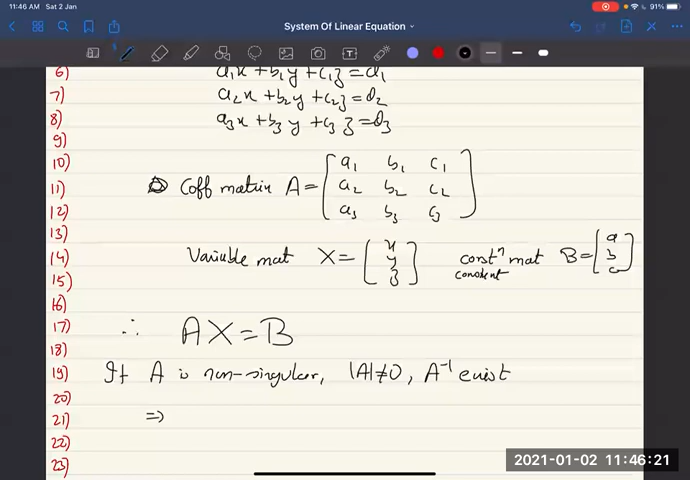 11:46 AM Sat 2 Jan
91%
System Of Linear Equation
6) a₁x + b₁y + c₁z = d₁
7) a₂x + b₂y + c₂z = d₂
8) a₃x + b₃y + c₃z = d₃
9)
10) a₁ b₁ c₁
11) Coff matrix A = a₂ b₂ c₂
12) a₃ b₃ c₃
13) x a
14) Variable mat X = [ y ] constⁿ mat B = [ b ]
constent
15) z c
16)
17) ∴ AX = B
18)
19) If A is non-singular, |A| ≠ 0, A⁻¹ exist
20)
21) ⇒
22)
23)
2021-01-02 11:46:21